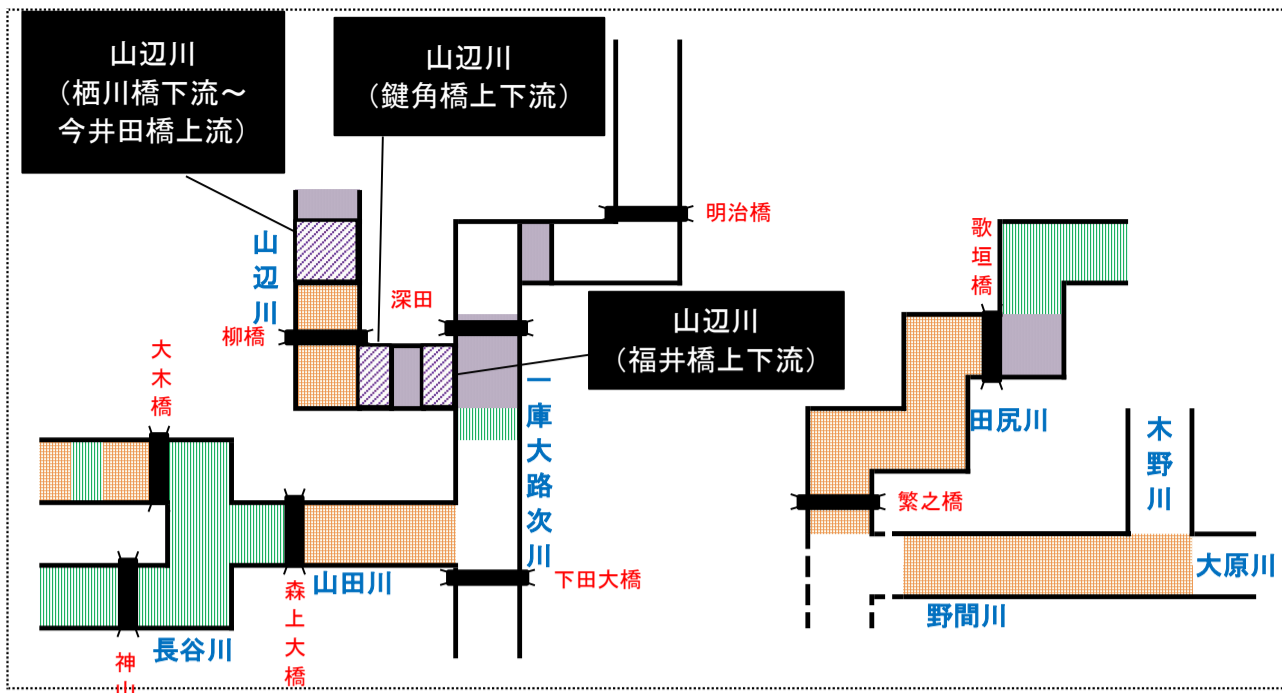 山辺川
（栖川橋下流～
今井田橋上流）
山辺川
（鍵角橋上下流）
明治橋
歌垣橋
山辺川
深田
柳橋
山辺川
（福井橋上下流）
大木橋
一庫大路次川
田尻川
木野川
繁之橋
大原川
下田大橋
山田川
野間川
森上大橋
長谷川
神山